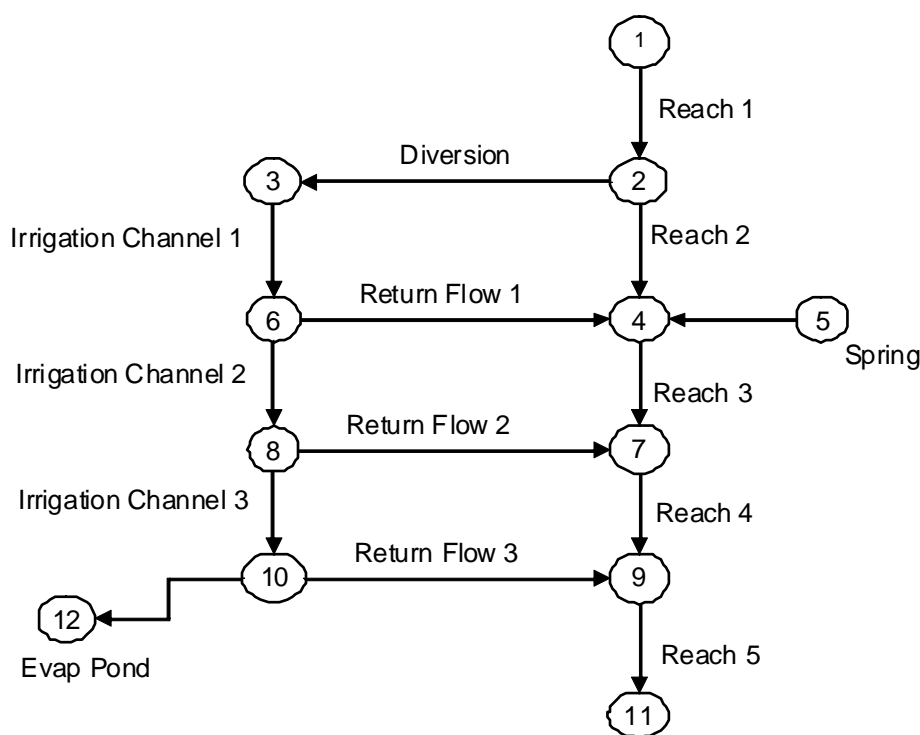 1
Reach 1
Diversion
3
2
Irrigation Channel 1
Reach 2
Return Flow 1
6
4
5
Spring
Irrigation Channel 2
Reach 3
Return Flow 2
8
7
Irrigation Channel 3
Reach 4
Return Flow 3
10
9
12
Evap Pond
Reach 5
11